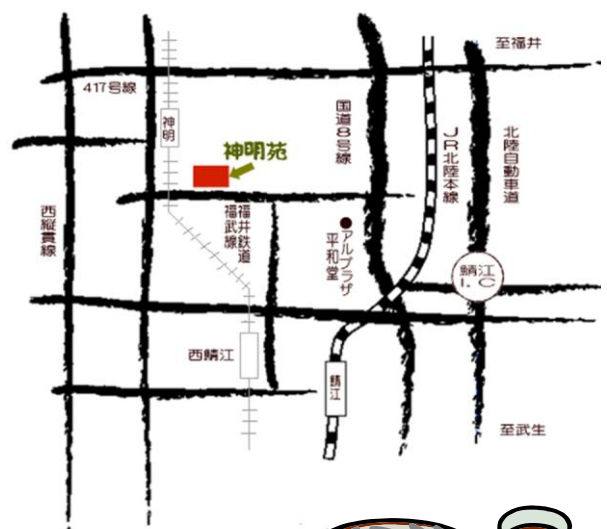 至福井
417号線
神明
神明苑
国道8号線
JR北陸本線
北陸自動車道
西縦貫線
福井鉄道
福武線
アルプラザ
平和堂
鯖江
I.C
西鯖江
鯖江
至武生